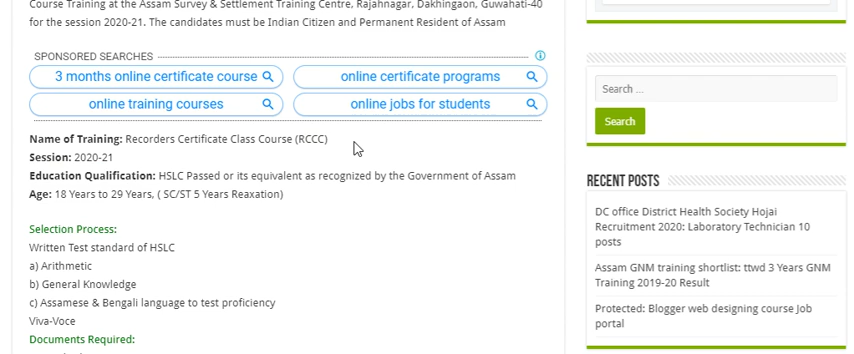 Course Training at the Assam Survey & Settlement Training Centre, Rajahnagar, Dakhingaon, Guwahati-40
for the session 2020-21. The candidates must be Indian Citizen and Permanent Resident of Assam
SPONSORED SEARCHES
3 months online certificate course
online certificate programs
online training courses
online jobs for students
Name of Training: Recorders Certificate Class Course (RCCC)
Session: 2020-21
Education Qualification: HSLC Passed or its equivalent as recognized by the Government of Assam
Age: 18 Years to 29 Years, ( SC/ST 5 Years Reaxation)
Selection Process:
Written Test standard of HSLC
a) Arithmetic
b) General Knowledge
c) Assamese & Bengali language to test proficiency
Viva-Voce
Documents Required:
Search ...
Search
RECENT POSTS
DC office District Health Society Hojai
Recruitment 2020: Laboratory Technician 10
posts
Assam GNM training shortlist: ttwd 3 Years GNM
Training 2019-20 Result
Protected: Blogger web designing course Job
portal